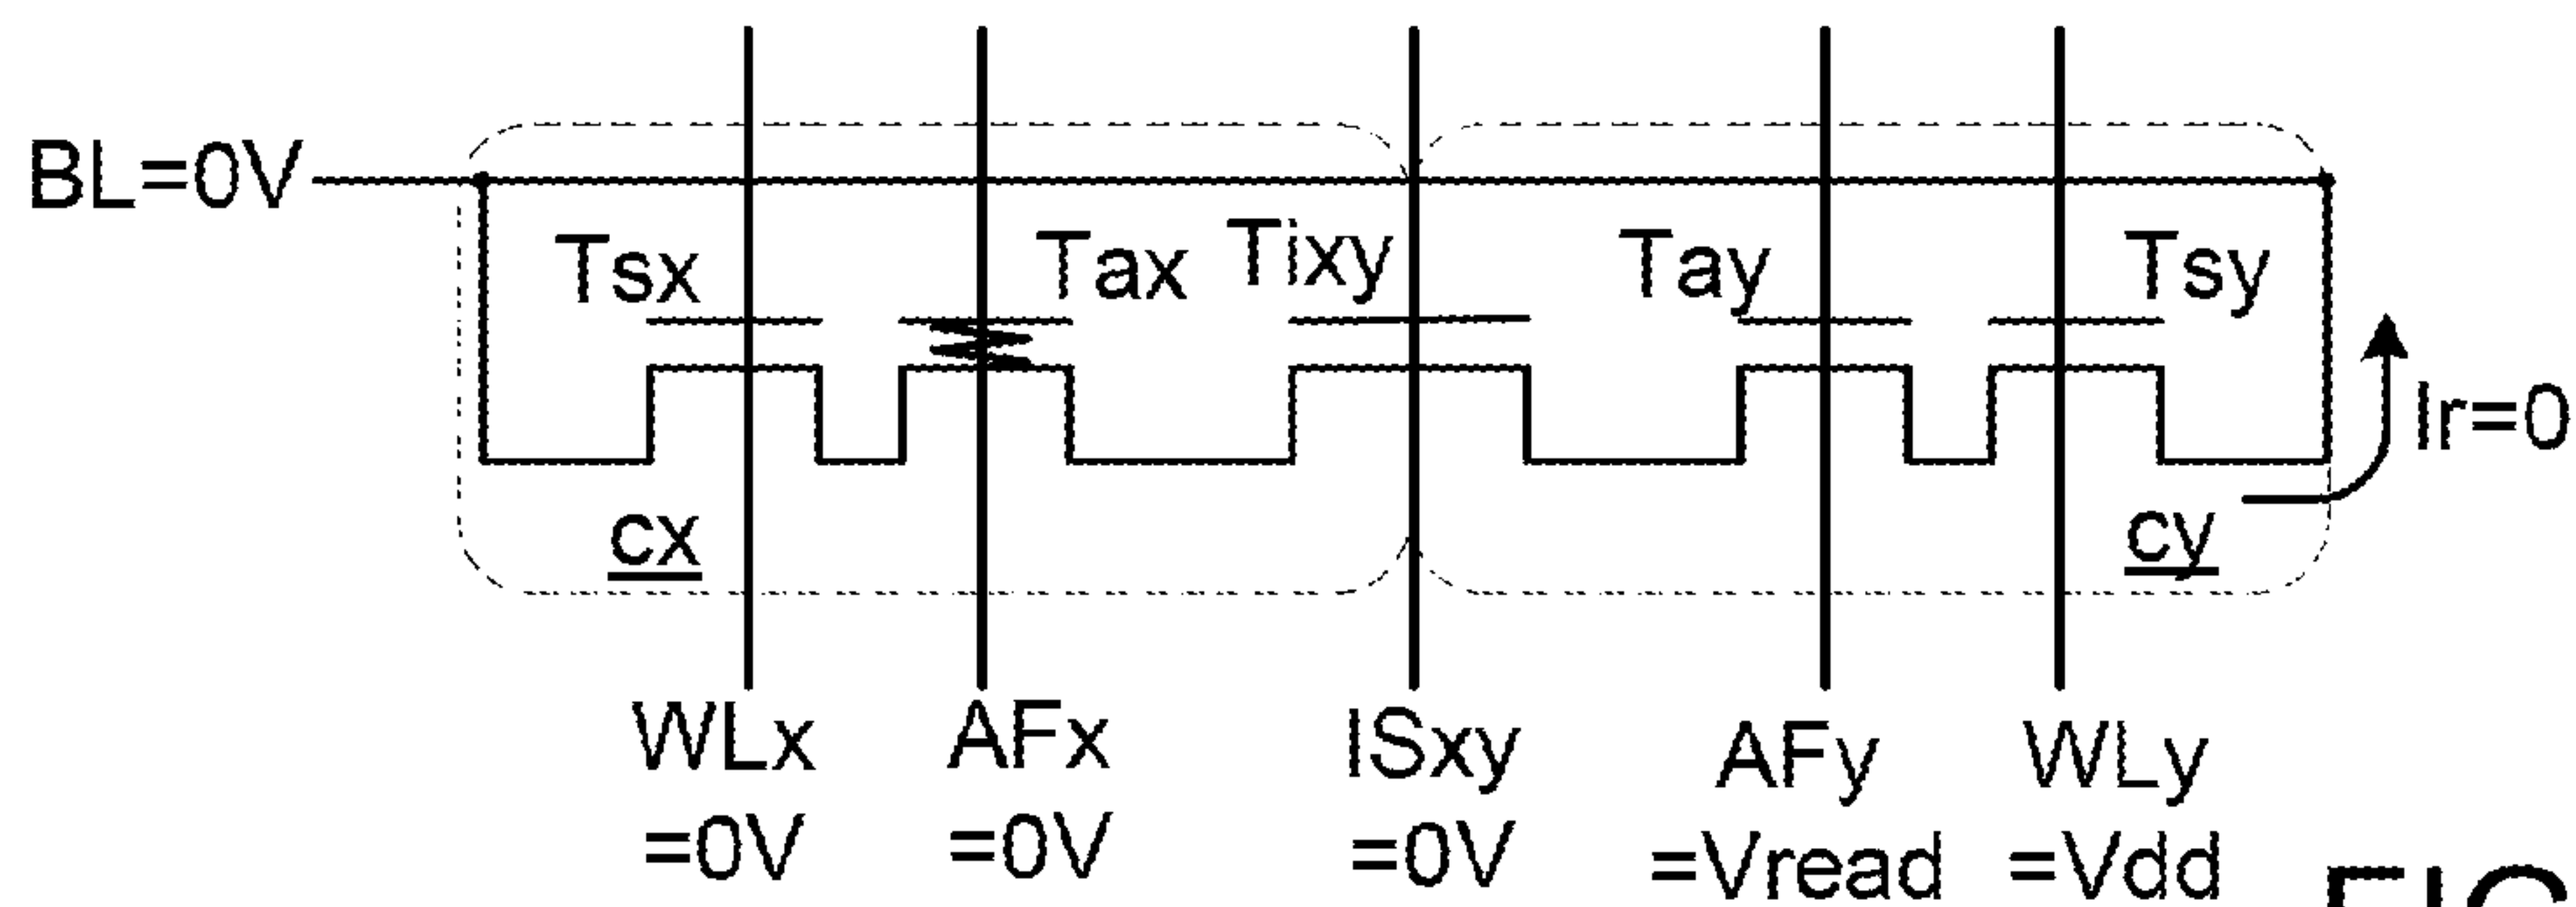 BL=0V
Tsx Tax Tixy Tay Tsy
Ir=0
cx cy
WLx AFx ISxy AFy WLy
=0V =0V =0V =Vread =Vdd